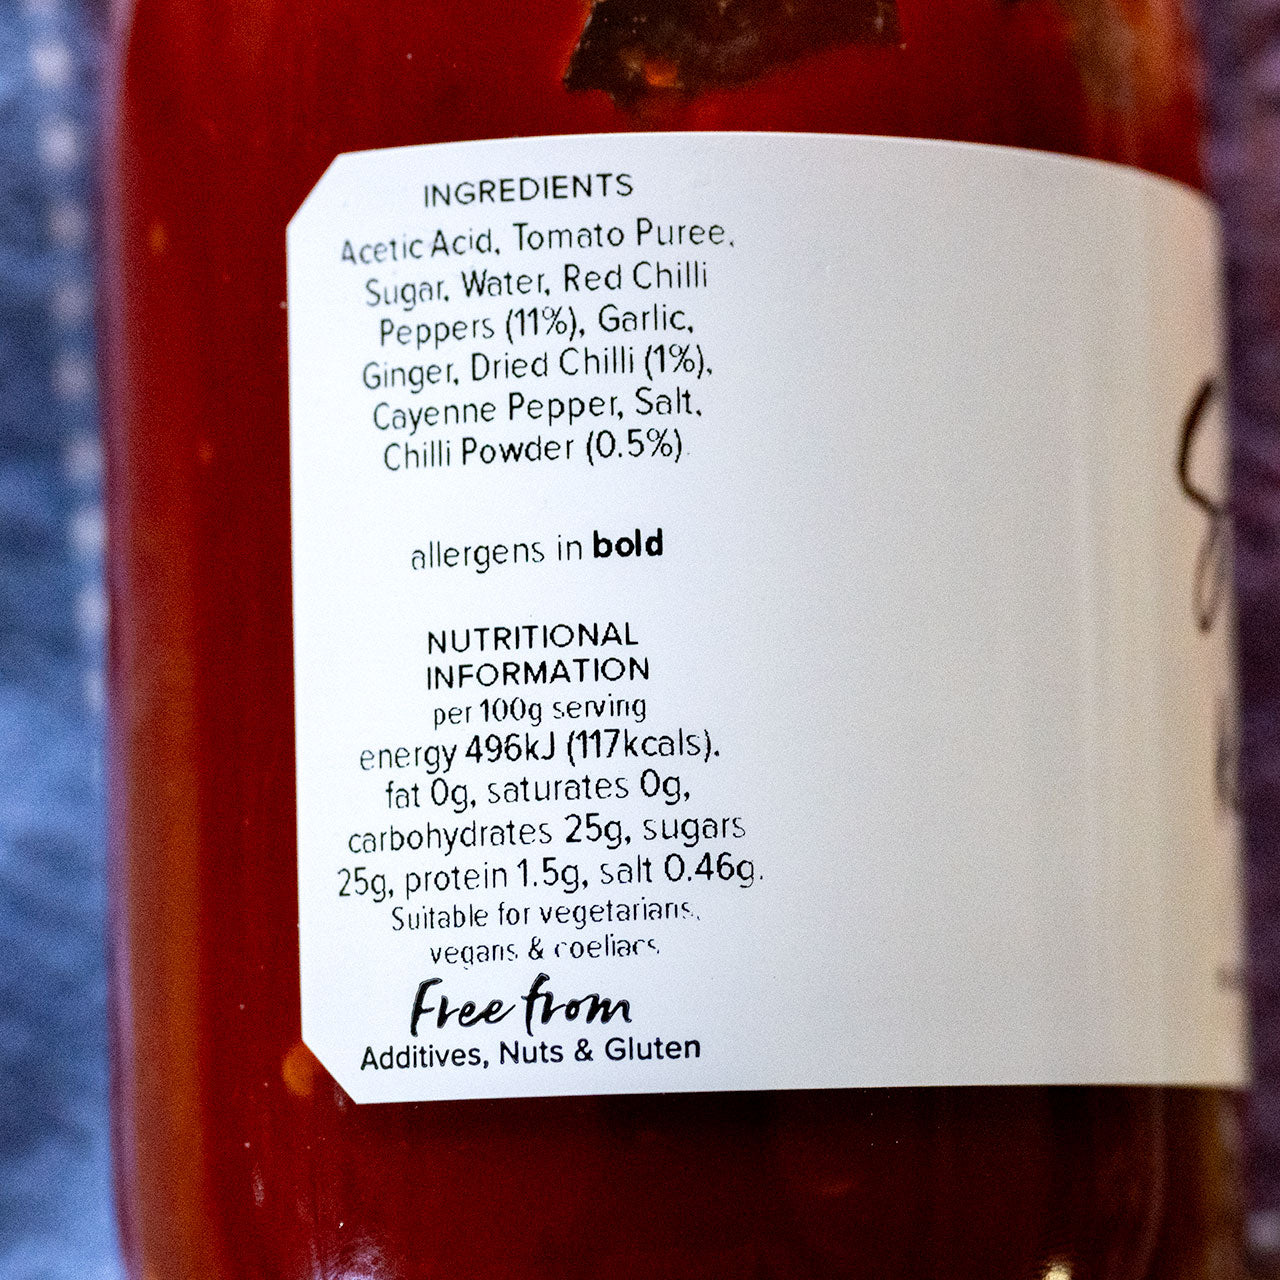 INGREDIENTS
Acetic Acid, Tomato Puree,
Sugar, Water, Red Chilli
Peppers (11%), Garlic,
Ginger, Dried Chilli (1%),
Cayenne Pepper, Salt,
Chilli Powder (0.5%)
allergens in bold
NUTRITIONAL
INFORMATION
per 100g serving
energy 496kJ (117kcals).
fat 0g, saturates 0g,
carbohydrates 25g, sugars
25g, protein 1.5g, salt 0.46g.
Suitable for vegetarians,
vegans & coeliacs.
Free from
Additives, Nuts & Gluten